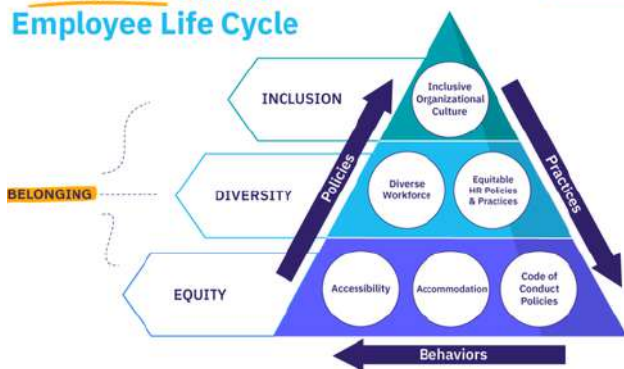 Employee Life Cycle
INCLUSION
Inclusive
Organizational
Culture
Policies
Practices
BELONGING
DIVERSITY
Diverse
Workforce
Equitable
HR Policies
& Practices
EQUITY
Accessibility
Accommodation
Code of
Conduct
Policies
Behaviors